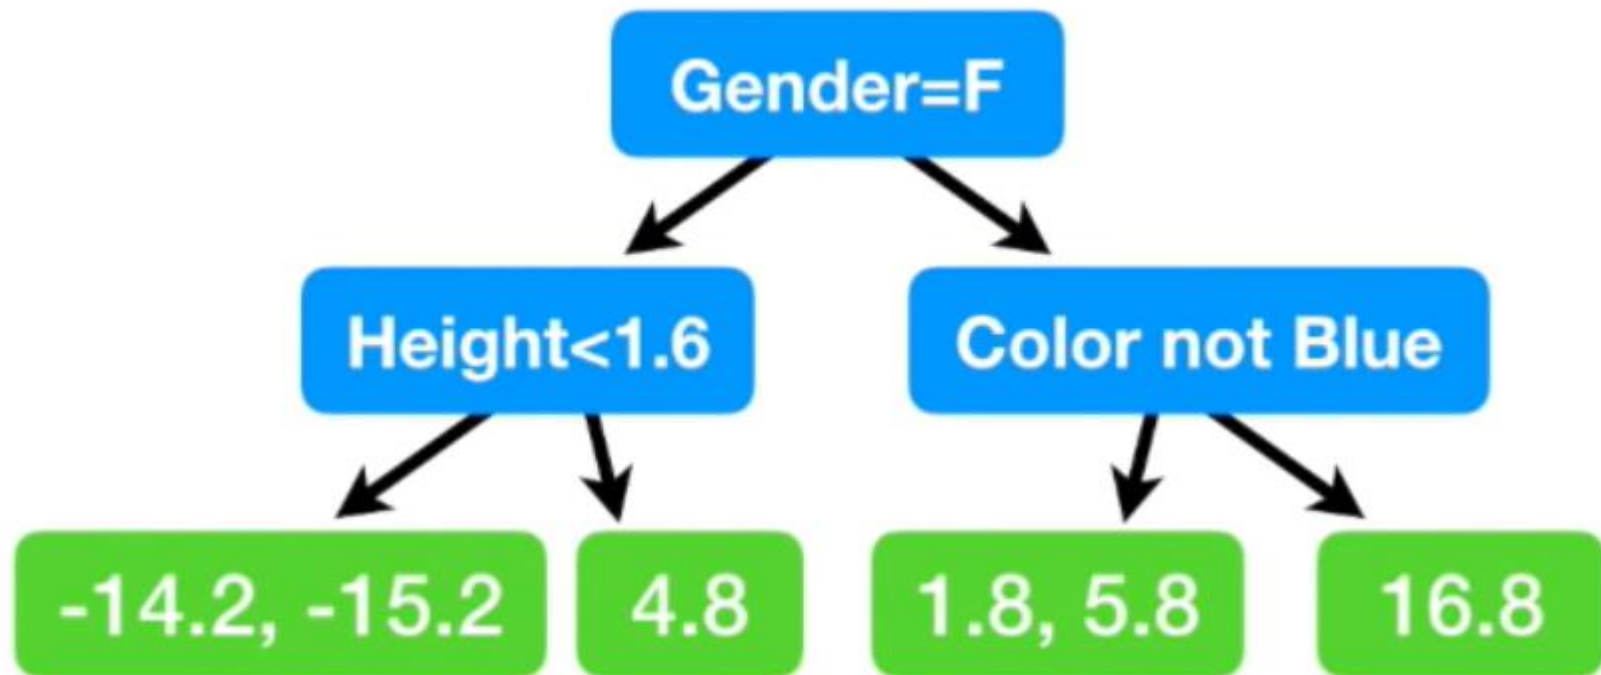 Gender=F
Height<1.6
Color not Blue
-14.2, -15.2
4.8
1.8, 5.8
16.8